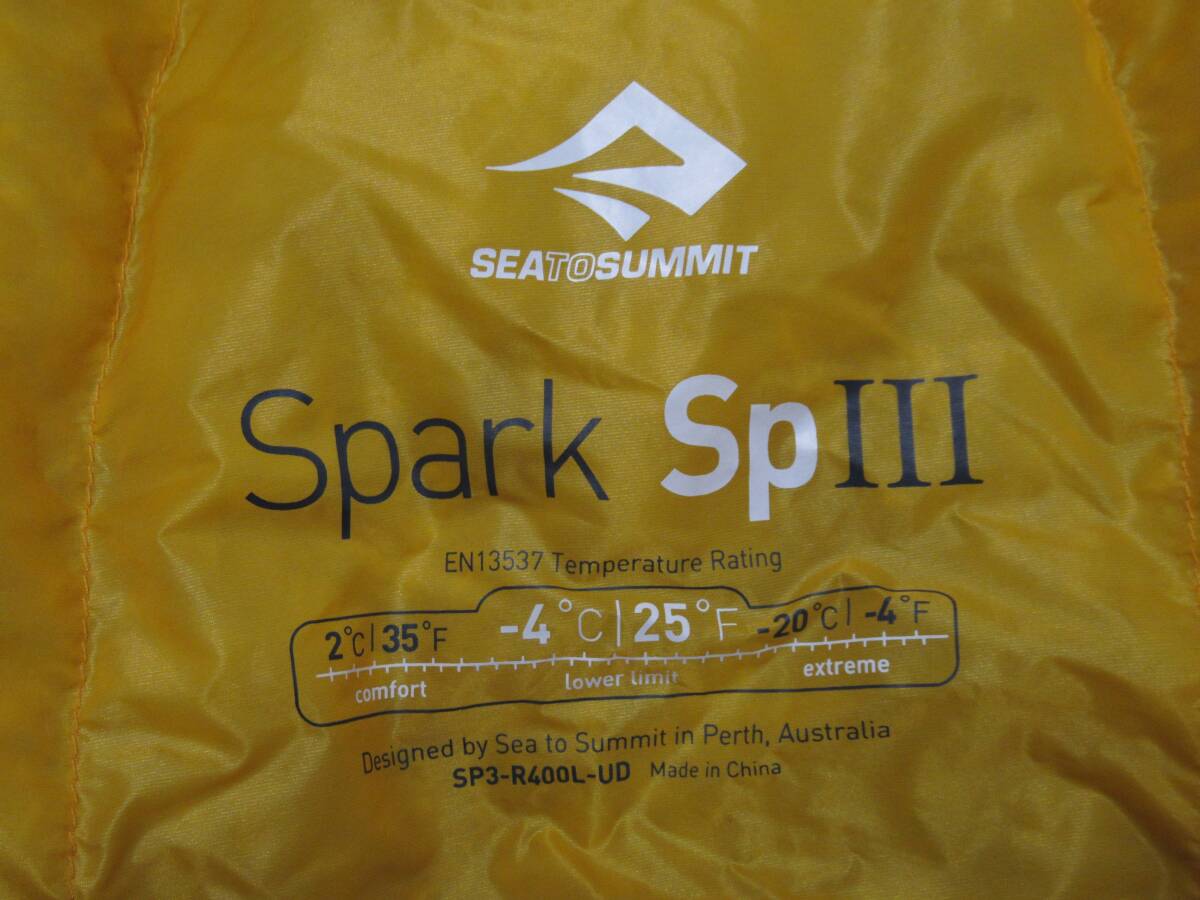 SEATOSUMMIT
Spark SpIII
EN13537 Temperature Rating
2°C|35°F -4°C|25°F -20°C|-4°F
comfort lower limit extreme
Designed by Sea to Summit in Perth, Australia
SP3-R400L-UD Made in China